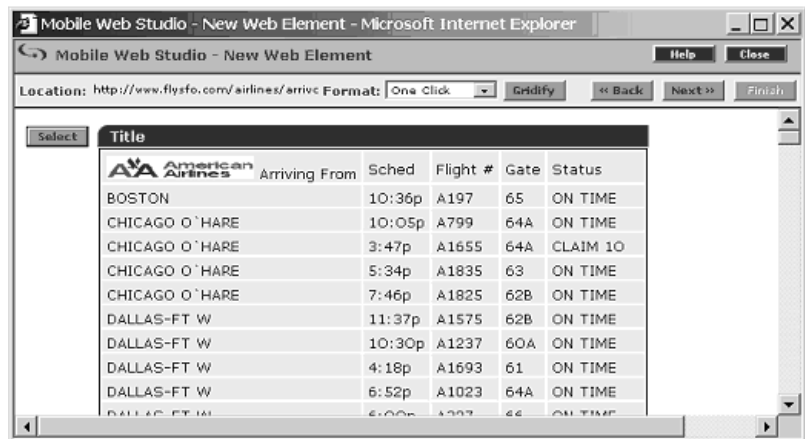 Mobile Web Studio - New Web Element - Microsoft Internet Explorer
Mobile Web Studio - New Web Element Help Close
Location: http://www.flysfo.com/airlines/arrivc Format: One Click Gridify << Back Next >> Finish
Select Title
AA American Airlines Arriving From Sched Flight # Gate Status
BOSTON 10:36p A197 65 ON TIME
CHICAGO O`HARE 10:05p A799 64A ON TIME
CHICAGO O`HARE 3:47p A1655 64A CLAIM 10
CHICAGO O`HARE 5:34p A1835 63 ON TIME
CHICAGO O`HARE 7:46p A1825 62B ON TIME
DALLAS-FT W 11:37p A1575 62B ON TIME
DALLAS-FT W 10:30p A1237 60A ON TIME
DALLAS-FT W 4:18p A1693 61 ON TIME
DALLAS-FT W 6:52p A1023 64A ON TIME